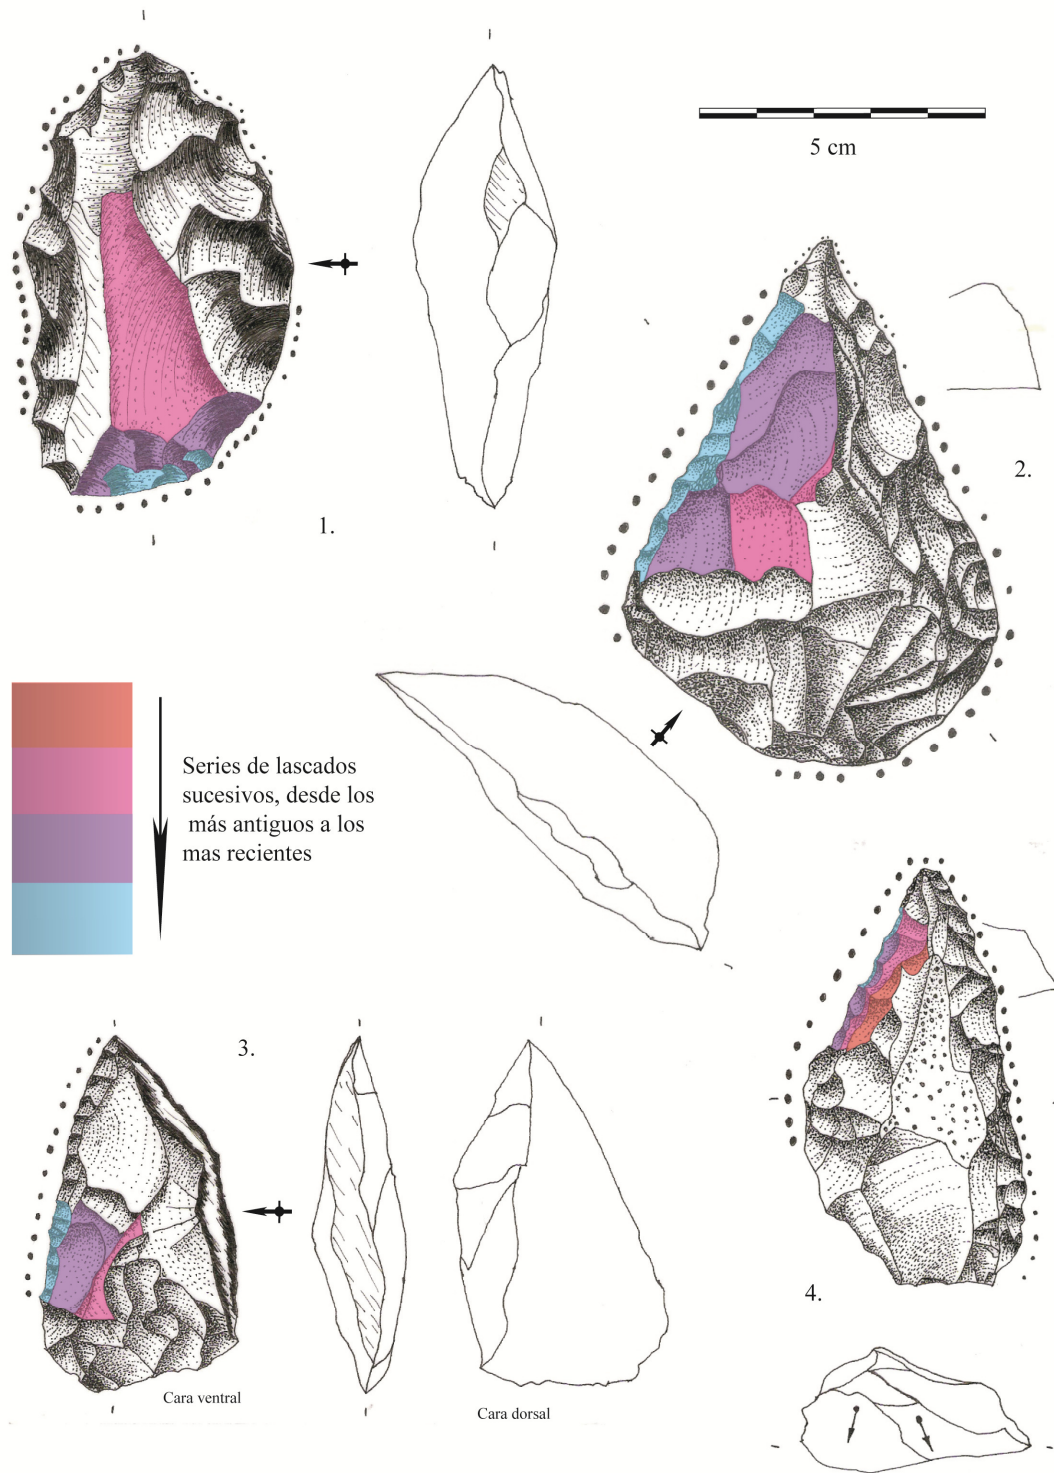 5 cm
1.
2.
Series de lascados
sucesivos, desde los
más antiguos a los
mas recientes
3.
4.
Cara ventral
Cara dorsal